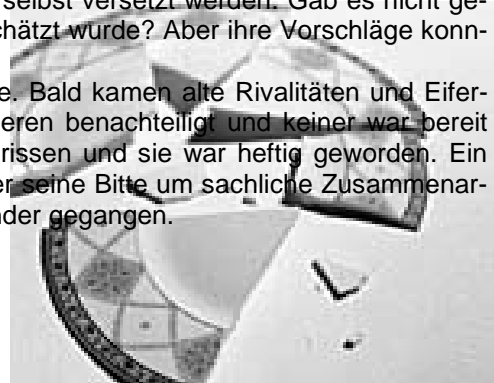 selbst versetzt werden. Gab es nicht ge-
schätzt wurde? Aber ihre Vorschläge konn-
e. Bald kamen alte Rivalitäten und Eifer-
eren benachteiligt und keiner war bereit
rissen und sie war heftig geworden. Ein
er seine Bitte um sachliche Zusammenar-
nder gegangen.